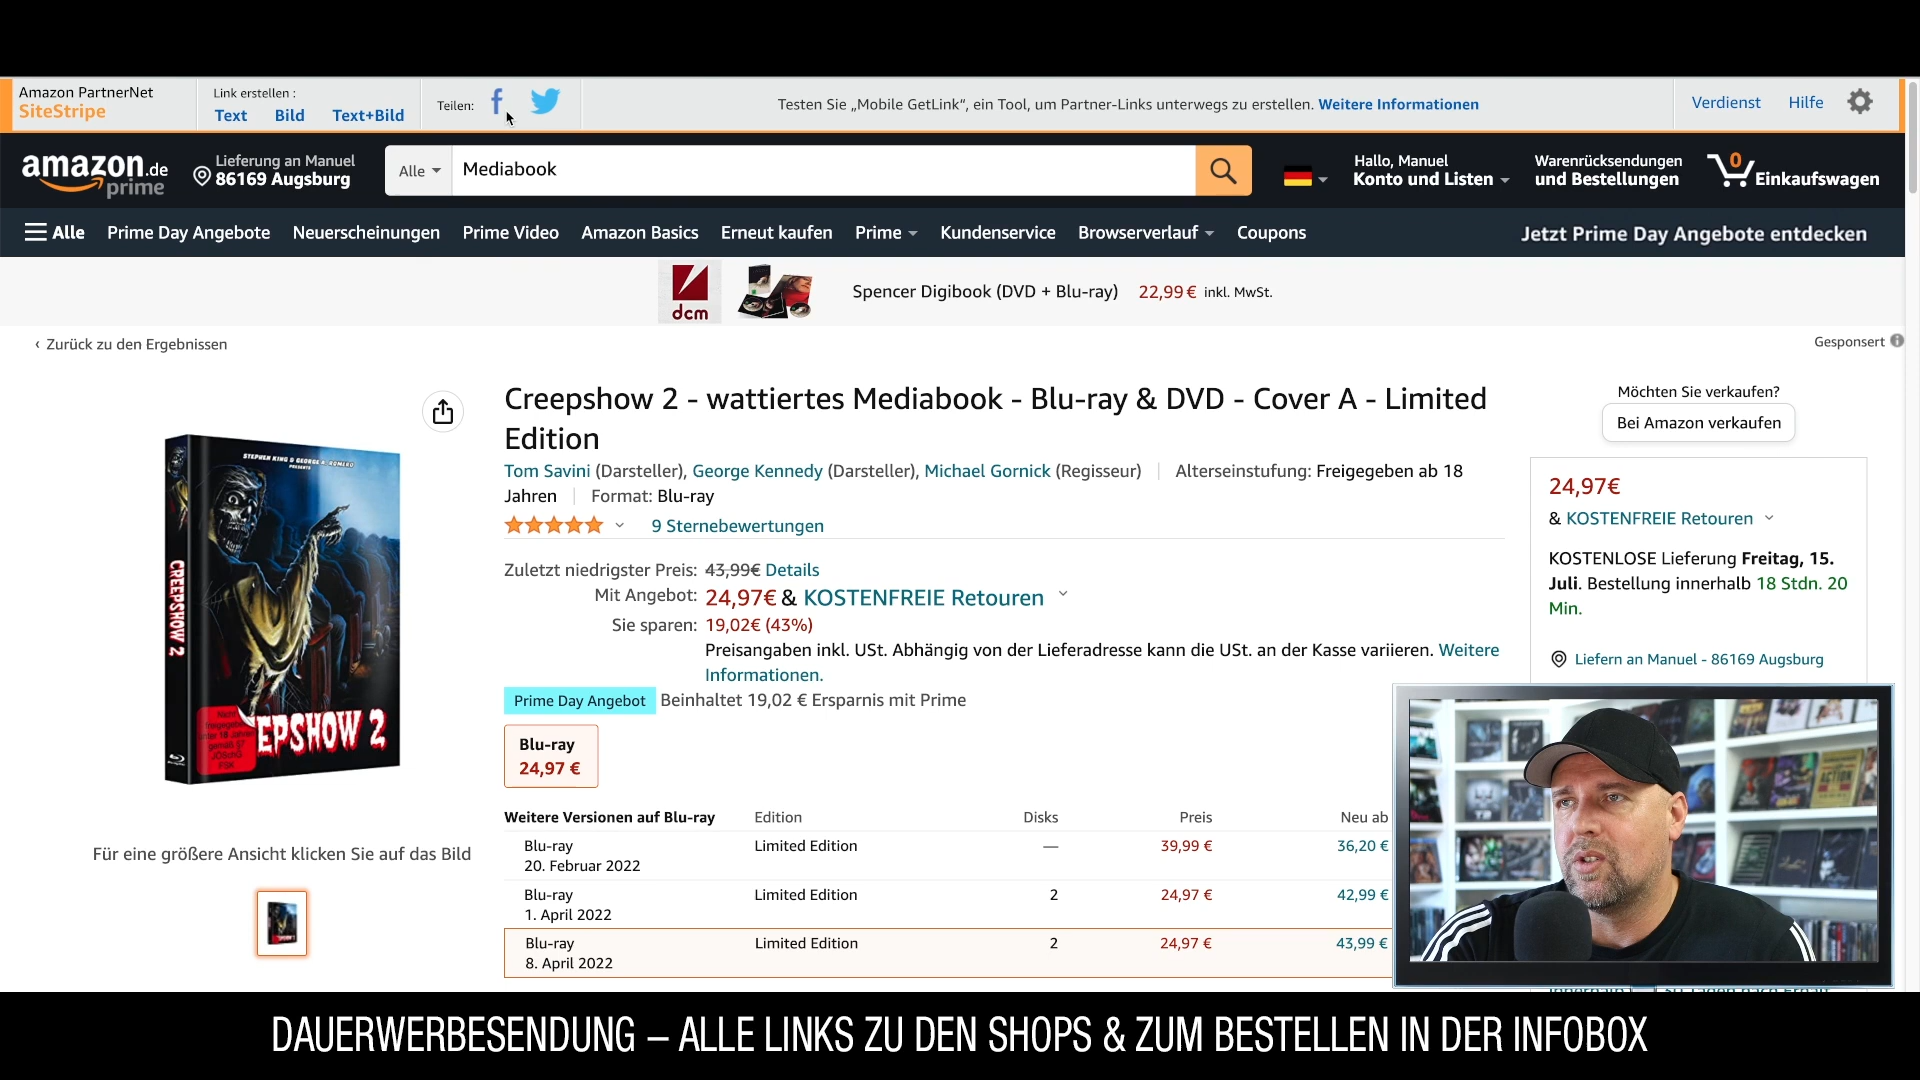 Amazon PartnerNet
SiteStripe
Link erstellen :
Text Bild Text+Bild
Teilen:
Testen Sie „Mobile GetLink“, ein Tool, um Partner-Links unterwegs zu erstellen. Weitere Informationen
Verdienst Hilfe
amazon.de
prime
Lieferung an Manuel
86169 Augsburg
Alle
Mediabook
Hallo, Manuel
Konto und Listen
Warenrücksendungen
und Bestellungen
0
Einkaufswagen
Alle Prime Day Angebote Neuerscheinungen Prime Video Amazon Basics Erneut kaufen Prime Kundenservice Browserverlauf Coupons
Jetzt Prime Day Angebote entdecken
dcm
Spencer Digibook (DVD + Blu-ray) 22,99 € inkl. MwSt.
‹ Zurück zu den Ergebnissen
Gesponsert
STEPHEN KING & GEORGE A. ROMERO
PRESENTS
CREEPSHOW 2
EPSHOW 2
Für eine größere Ansicht klicken Sie auf das Bild
Creepshow 2 - wattiertes Mediabook - Blu-ray & DVD - Cover A - Limited
Edition
Tom Savini (Darsteller), George Kennedy (Darsteller), Michael Gornick (Regisseur) | Alterseinstufung: Freigegeben ab 18
Jahren | Format: Blu-ray
9 Sternebewertungen
Zuletzt niedrigster Preis: 43,99€ Details
Mit Angebot: 24,97€ & KOSTENFREIE Retouren
Sie sparen: 19,02€ (43%)
Preisangaben inkl. USt. Abhängig von der Lieferadresse kann die USt. an der Kasse variieren. Weitere
Informationen.
Prime Day Angebot Beinhaltet 19,02 € Ersparnis mit Prime
Blu-ray
24,97 €
Weitere Versionen auf Blu-ray Edition Disks Preis Neu ab
Blu-ray Limited Edition — 39,99 € 36,20 €
20. Februar 2022
Blu-ray Limited Edition 2 24,97 € 42,99 €
1. April 2022
Blu-ray Limited Edition 2 24,97 € 43,99 €
8. April 2022
Möchten Sie verkaufen?
Bei Amazon verkaufen
24,97€
& KOSTENFREIE Retouren
KOSTENLOSE Lieferung Freitag, 15.
Juli. Bestellung innerhalb 18 Stdn. 20
Min.
Liefern an Manuel - 86169 Augsburg
ACTION
DAUERWERBESENDUNG – ALLE LINKS ZU DEN SHOPS & ZUM BESTELLEN IN DER INFOBOX